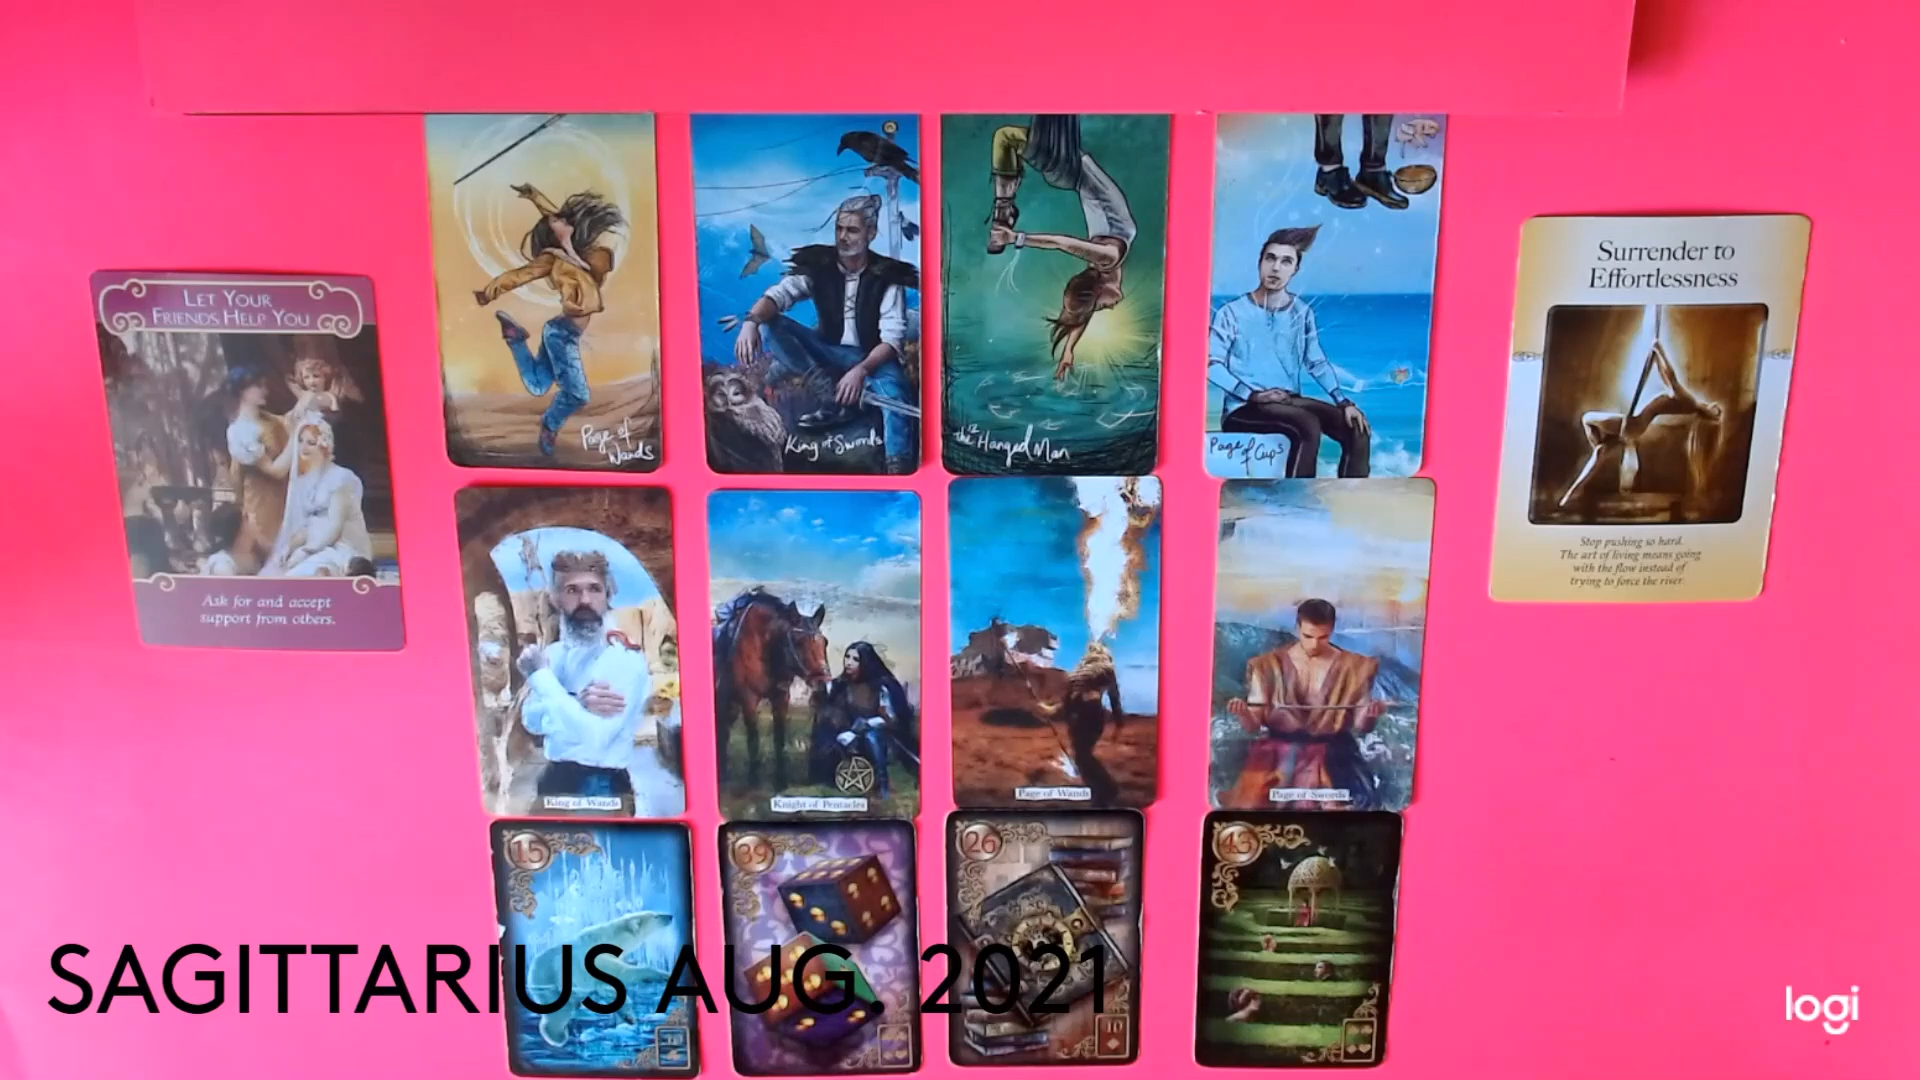 LET YOUR
FRIENDS HELP YOU
Ask for and accept
support from others.
Page of
Wands
King of Swords
the 12 Hanged Man
Page of
Cups
Surrender to
Effortlessness
Stop pushing so hard.
The art of living means going
with the flow instead of
trying to force the river.
King of Wands
Knight of Pentacles
Page of Wands
Page of Swords
15
39
26
43
10
SAGITTARIUS AUG. 2021
logi